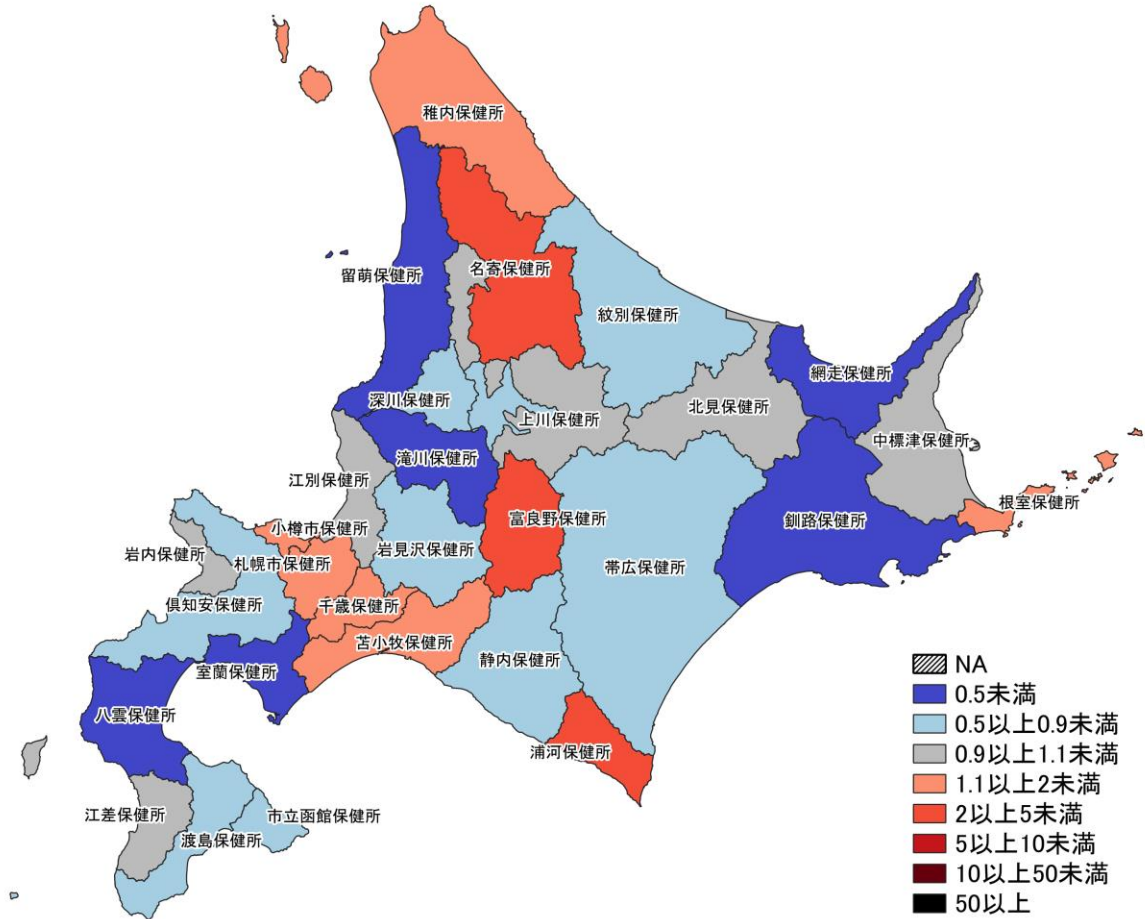 稚内保健所
名寄保健所
留萌保健所
紋別保健所
網走保健所
深川保健所
上川保健所
北見保健所
中標津保健所
滝川保健所
江別保健所
根室保健所
富良野保健所
釧路保健所
小樽市保健所
岩見沢保健所
岩内保健所
札幌市保健所
帯広保健所
倶知安保健所
千歳保健所
苫小牧保健所
静内保健所
室蘭保健所
八雲保健所
浦河保健所
江差保健所
市立函館保健所
渡島保健所
NA
0.5未満
0.5以上0.9未満
0.9以上1.1未満
1.1以上2未満
2以上5未満
5以上10未満
10以上50未満
50以上